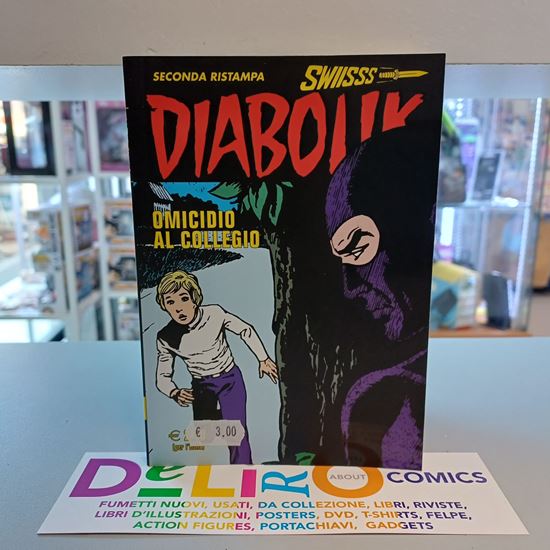 SECONDA RISTAMPA
SWIISSS
DIABOLIK
OMICIDIO
AL COLLEGIO
€ 3,00
DeLiRO ABOUT COMICS
FUMETTI NUOVI, USATI, DA COLLEZIONE, LIBRI, RIVISTE,
LIBRI D'ILLUSTRAZIONI, POSTERS, DVD, T-SHIRTS, FELPE,
ACTION FIGURES, PORTACHIAVI, GADGETS